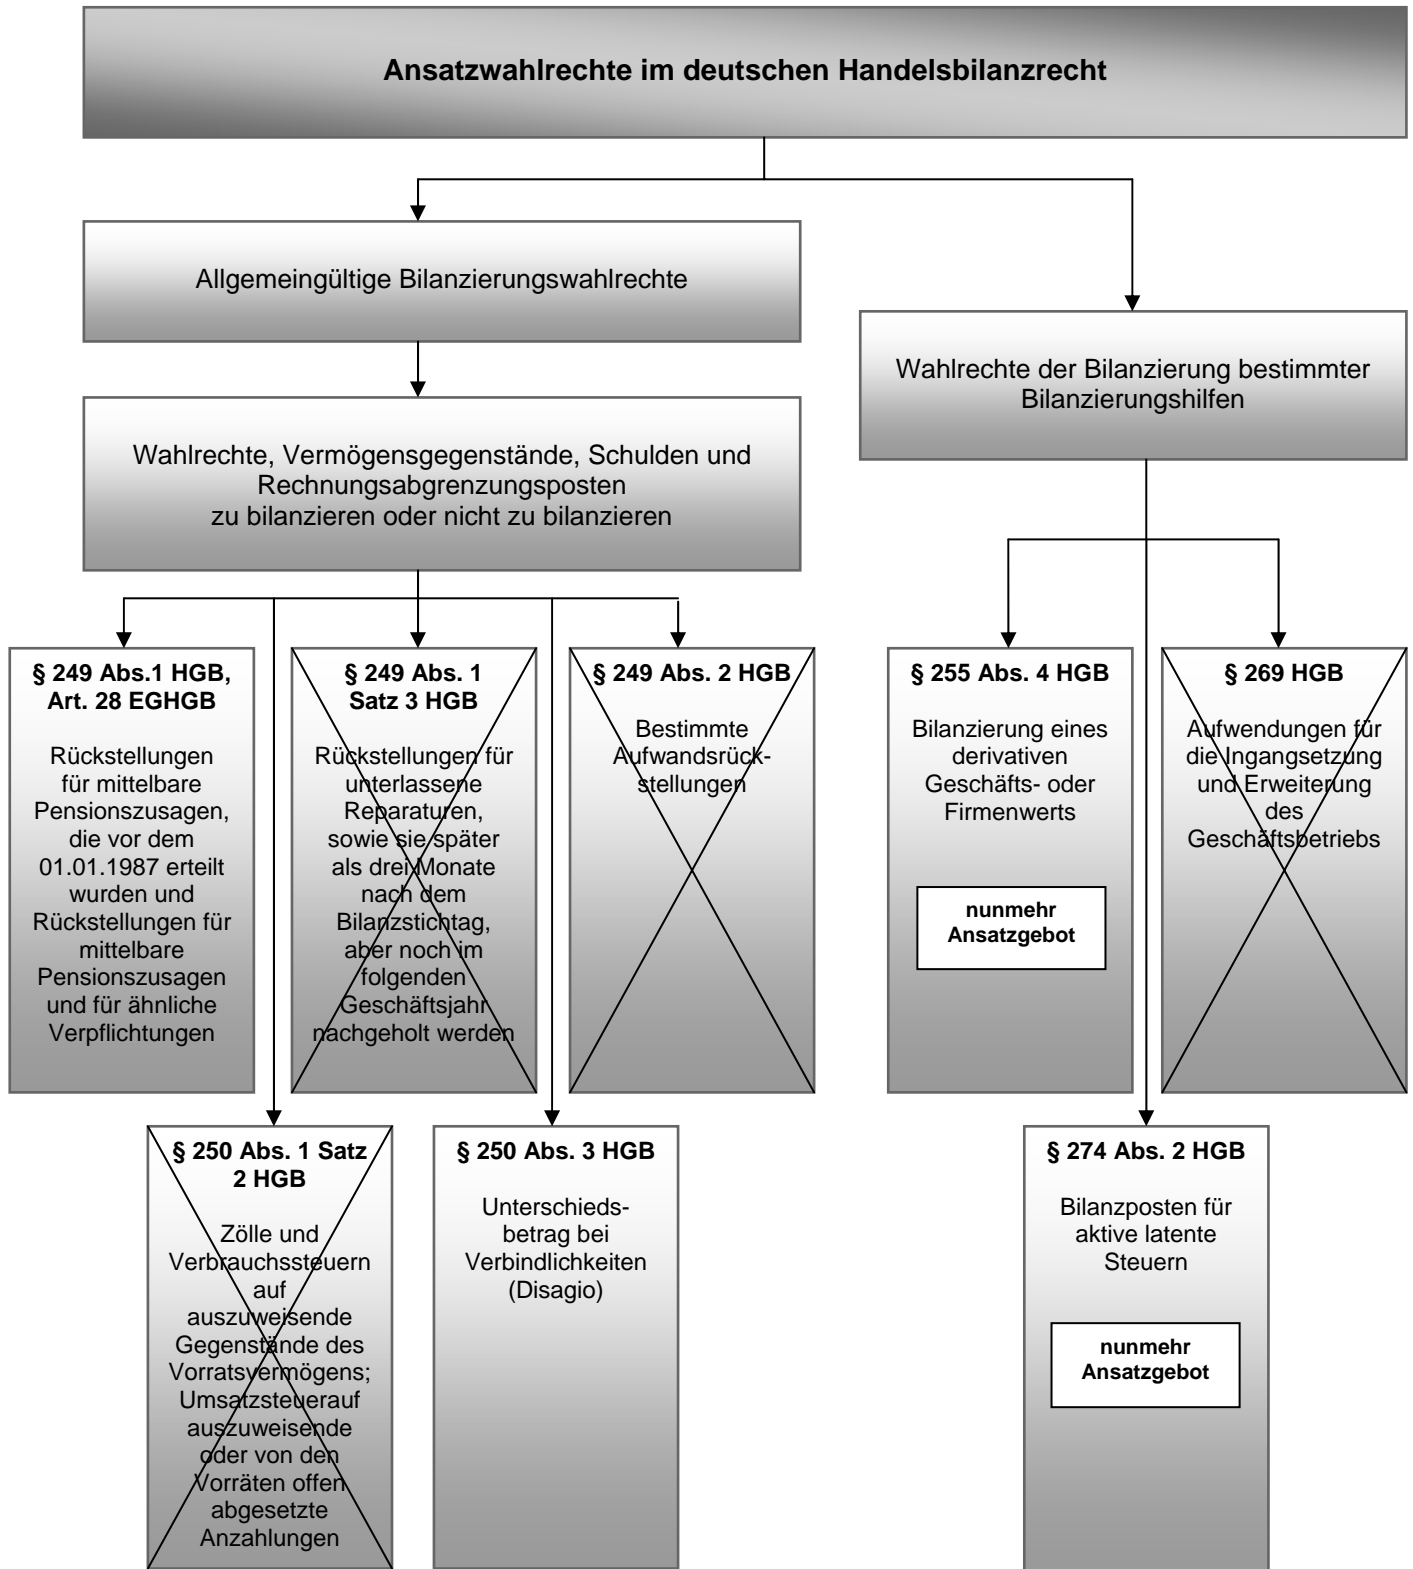 Ansatzwahlrechte im deutschen Handelsbilanzrecht
Allgemeingültige Bilanzierungswahlrechte
Wahlrechte der Bilanzierung bestimmter
Bilanzierungshilfen
Wahlrechte, Vermögensgegenstände, Schulden und
Rechnungsabgrenzungsposten
zu bilanzieren oder nicht zu bilanzieren
§ 249 Abs.1 HGB,
Art. 28 EGHGB
Rückstellungen
für mittelbare
Pensionszusagen,
die vor dem
01.01.1987 erteilt
wurden und
Rückstellungen für
mittelbare
Pensionszusagen
und für ähnliche
Verpflichtungen
§ 249 Abs. 1
Satz 3 HGB
Rückstellungen für
unterlassene
Reparaturen,
sowie sie später
als drei Monate
nach dem
Bilanzstichtag,
aber noch im
folgenden
Geschäftsjahr
nachgeholt werden
§ 249 Abs. 2 HGB
Bestimmte
Aufwandsrück-
stellungen
§ 255 Abs. 4 HGB
Bilanzierung eines
derivativen
Geschäfts- oder
Firmenwerts
nunmehr
Ansatzgebot
§ 269 HGB
Aufwendungen für
die Ingangsetzung
und Erweiterung
des
Geschäftsbetriebs
§ 250 Abs. 1 Satz
2 HGB
Zölle und
Verbrauchssteuern
auf
auszuweisende
Gegenstände des
Vorratsvermögens;
Umsatzsteuerauf
auszuweisende
oder von den
Vorräten offen
abgesetzte
Anzahlungen
§ 250 Abs. 3 HGB
Unterschieds-
betrag bei
Verbindlichkeiten
(Disagio)
§ 274 Abs. 2 HGB
Bilanzposten für
aktive latente
Steuern
nunmehr
Ansatzgebot